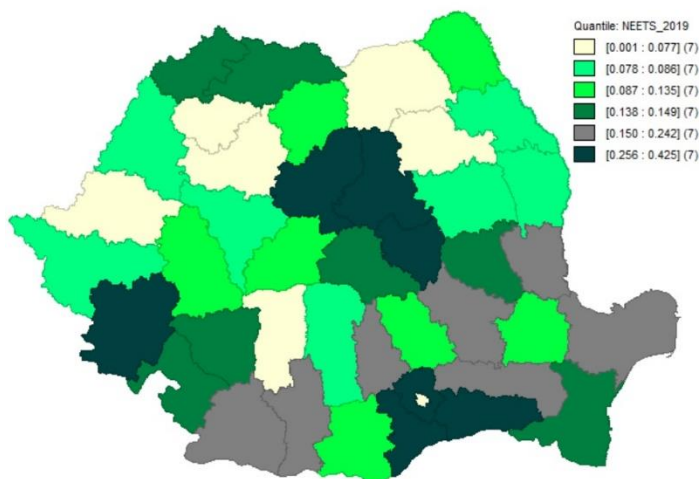 Quantile: NEETS_2019
[0.001 : 0.077] (7)
[0.078 : 0.086] (7)
[0.087 : 0.135] (7)
[0.138 : 0.149] (7)
[0.150 : 0.242] (7)
[0.256 : 0.425] (7)